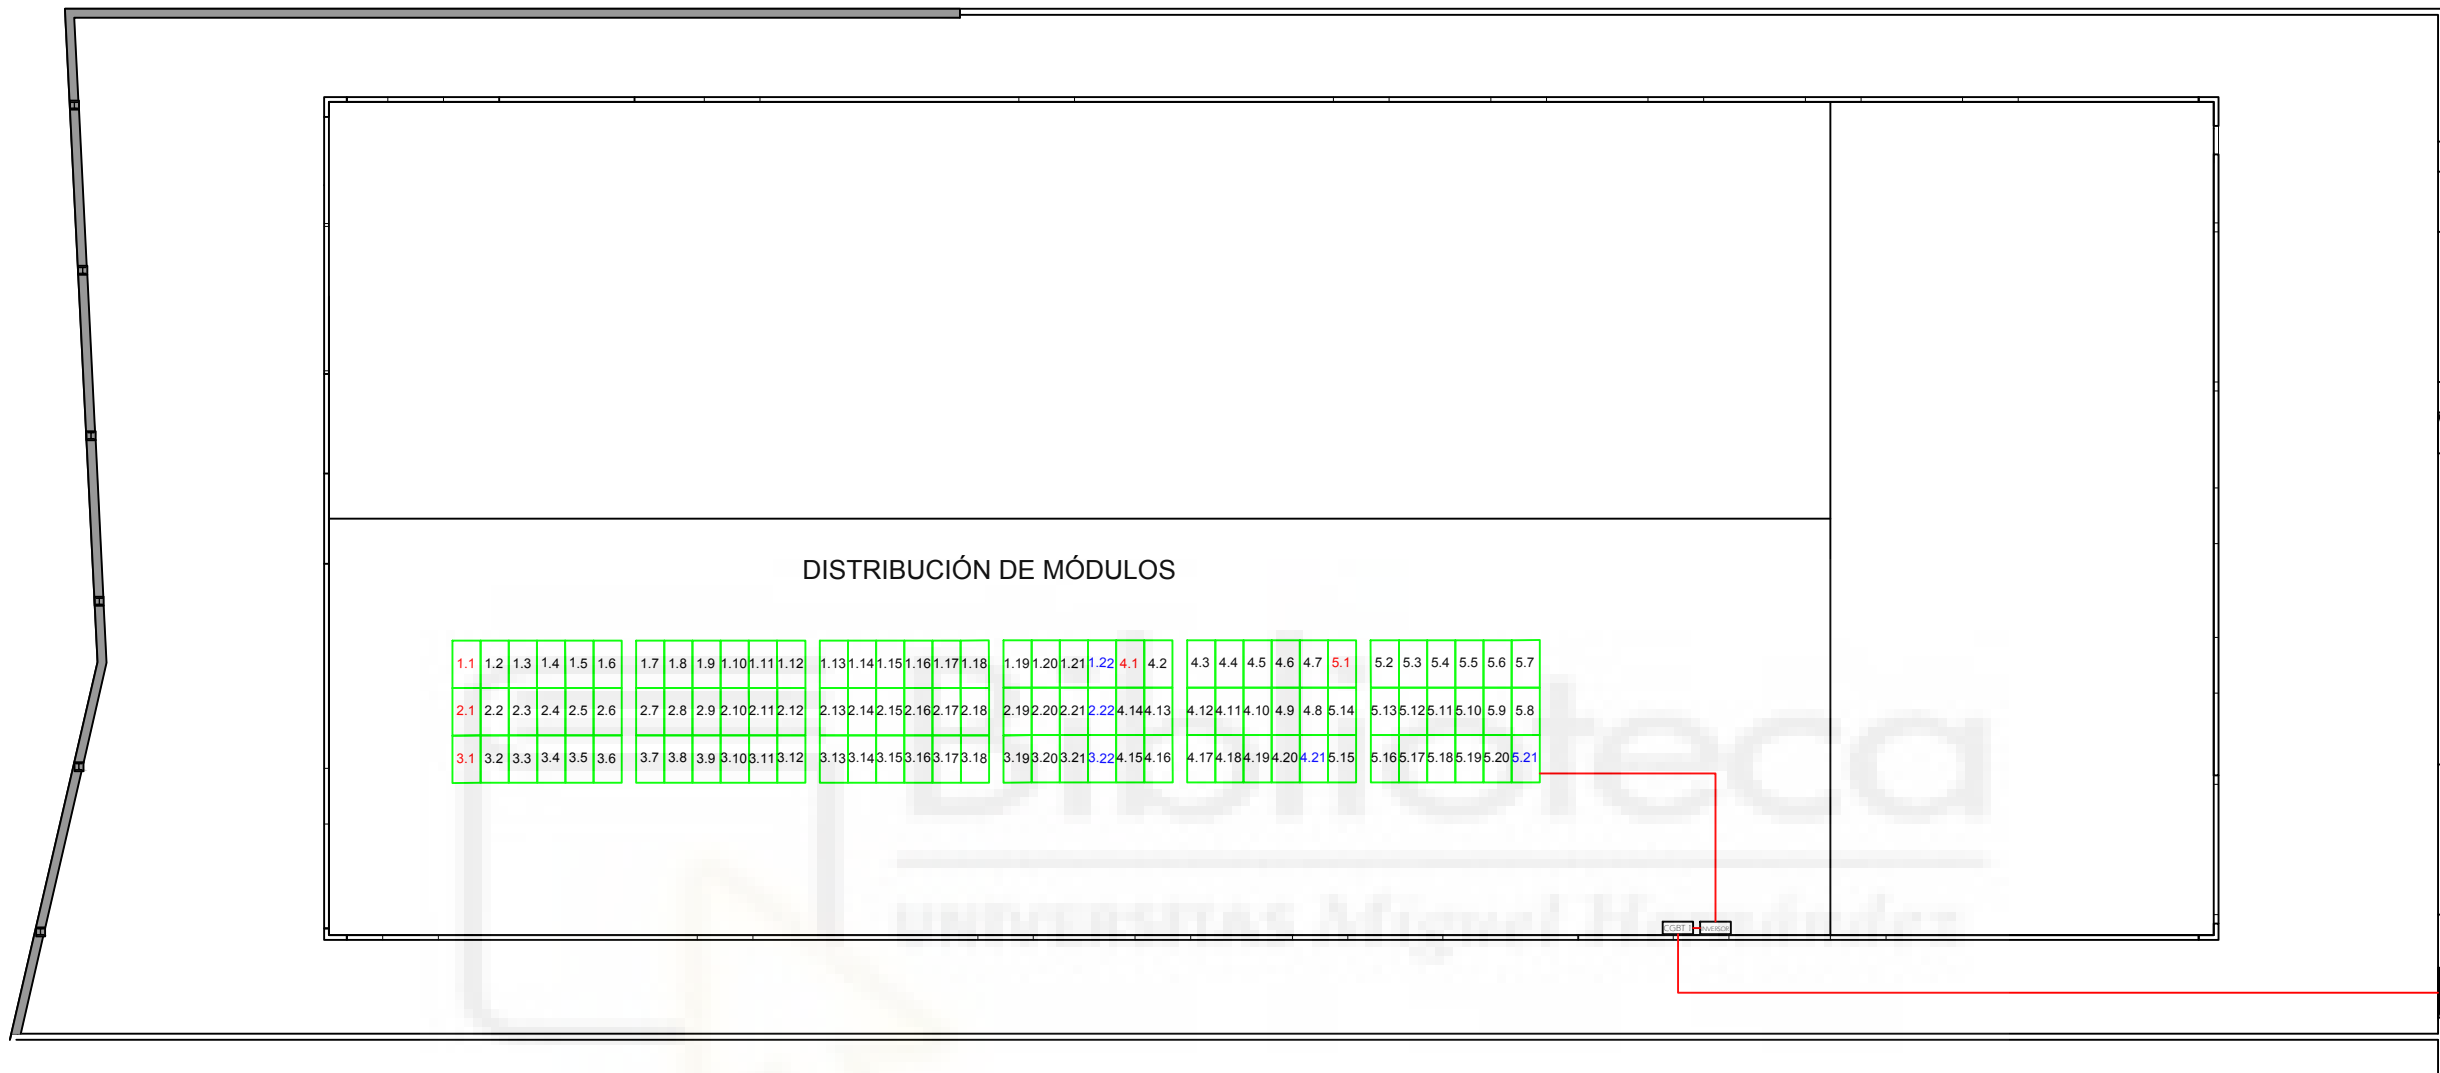 DISTRIBUCIÓN DE MÓDULOS
1.1 1.2 1.3 1.4 1.5 1.6 1.7 1.8 1.9 1.10 1.11 1.12 1.13 1.14 1.15 1.16 1.17 1.18 1.19 1.20 1.21 1.22 4.1 4.2 4.3 4.4 4.5 4.6 4.7 5.1 5.2 5.3 5.4 5.5 5.6 5.7
2.1 2.2 2.3 2.4 2.5 2.6 2.7 2.8 2.9 2.10 2.11 2.12 2.13 2.14 2.15 2.16 2.17 2.18 2.19 2.20 2.21 2.22 4.14 4.13 4.12 4.11 4.10 4.9 4.8 5.14 5.13 5.12 5.11 5.10 5.9 5.8
3.1 3.2 3.3 3.4 3.5 3.6 3.7 3.8 3.9 3.10 3.11 3.12 3.13 3.14 3.15 3.16 3.17 3.18 3.19 3.20 3.21 3.22 4.15 4.16 4.17 4.18 4.19 4.20 4.21 5.15 5.16 5.17 5.18 5.19 5.20 5.21
Biblioteca
UNIVERSITAS Miguel Hernández
CGBT 1 INVERSOR